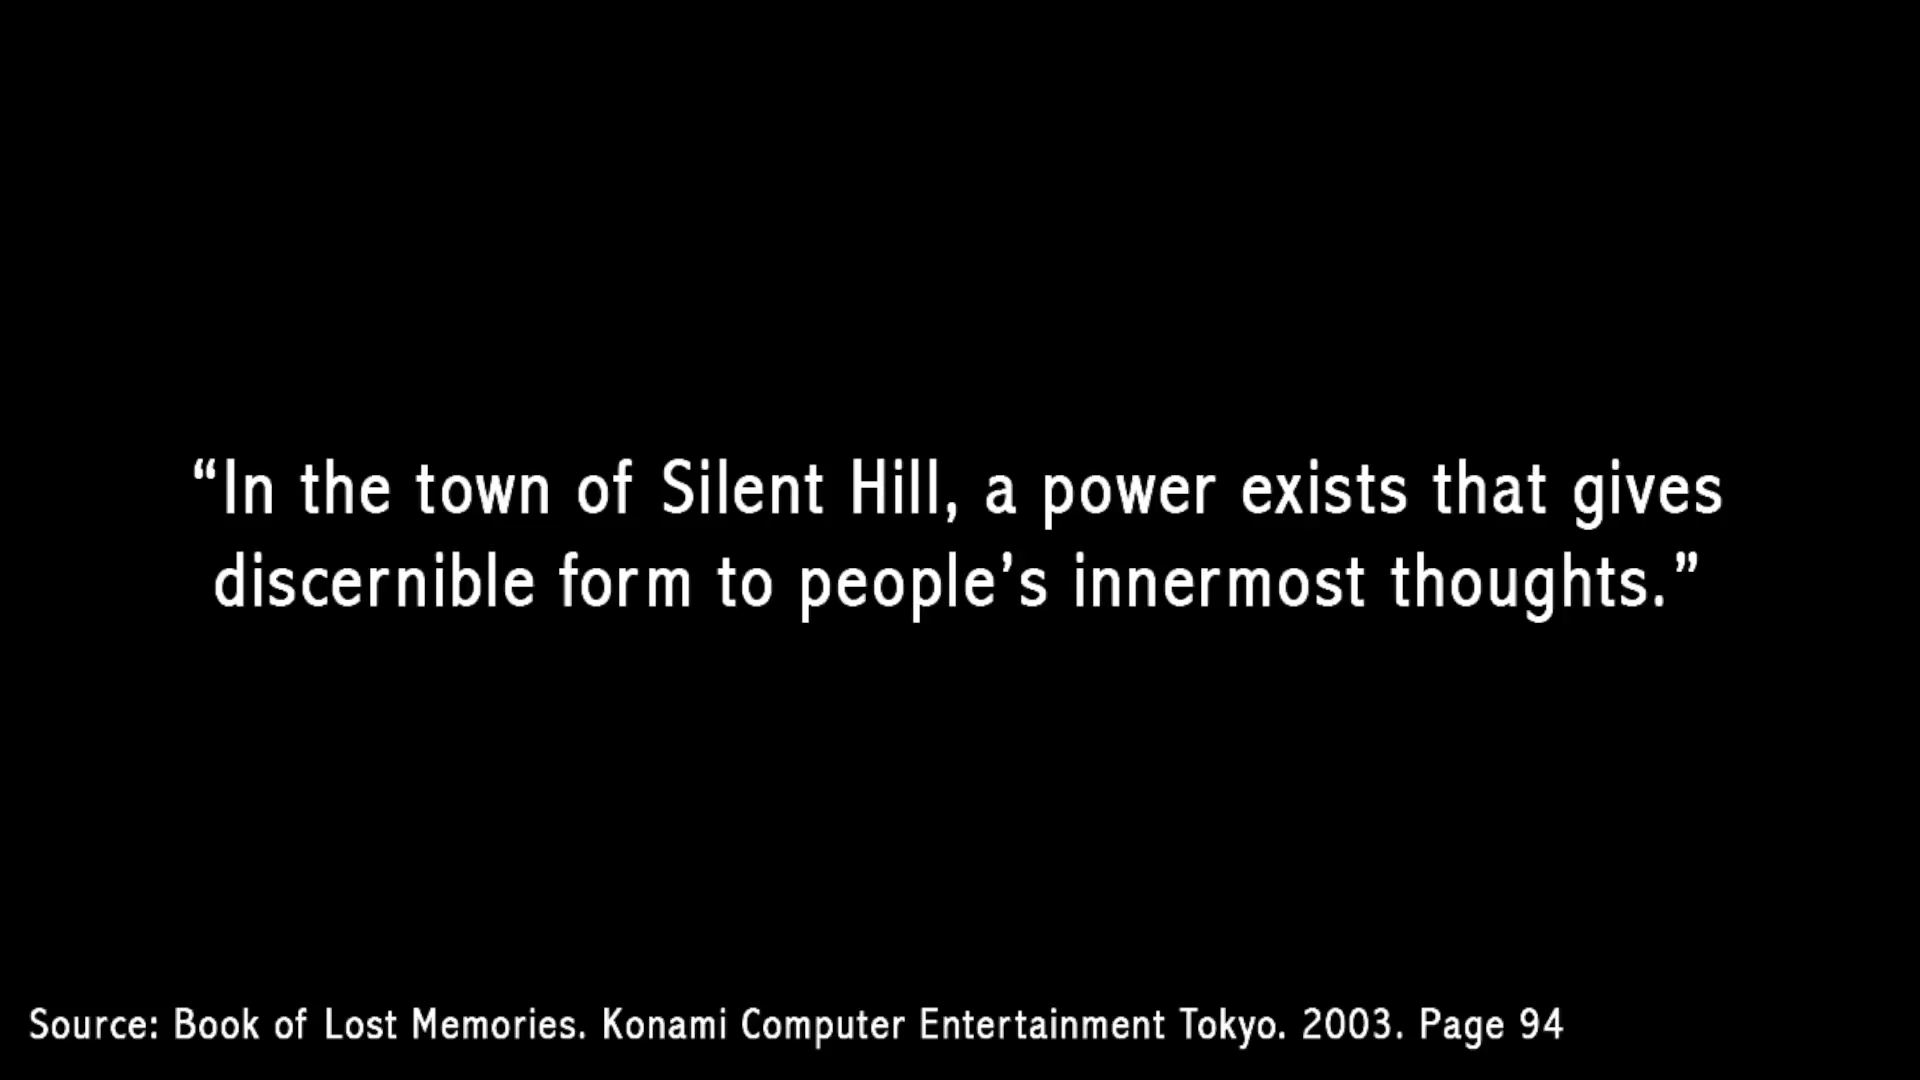 “In the town of Silent Hill, a power exists that gives
discernible form to people’s innermost thoughts.”
Source: Book of Lost Memories. Konami Computer Entertainment Tokyo. 2003. Page 94